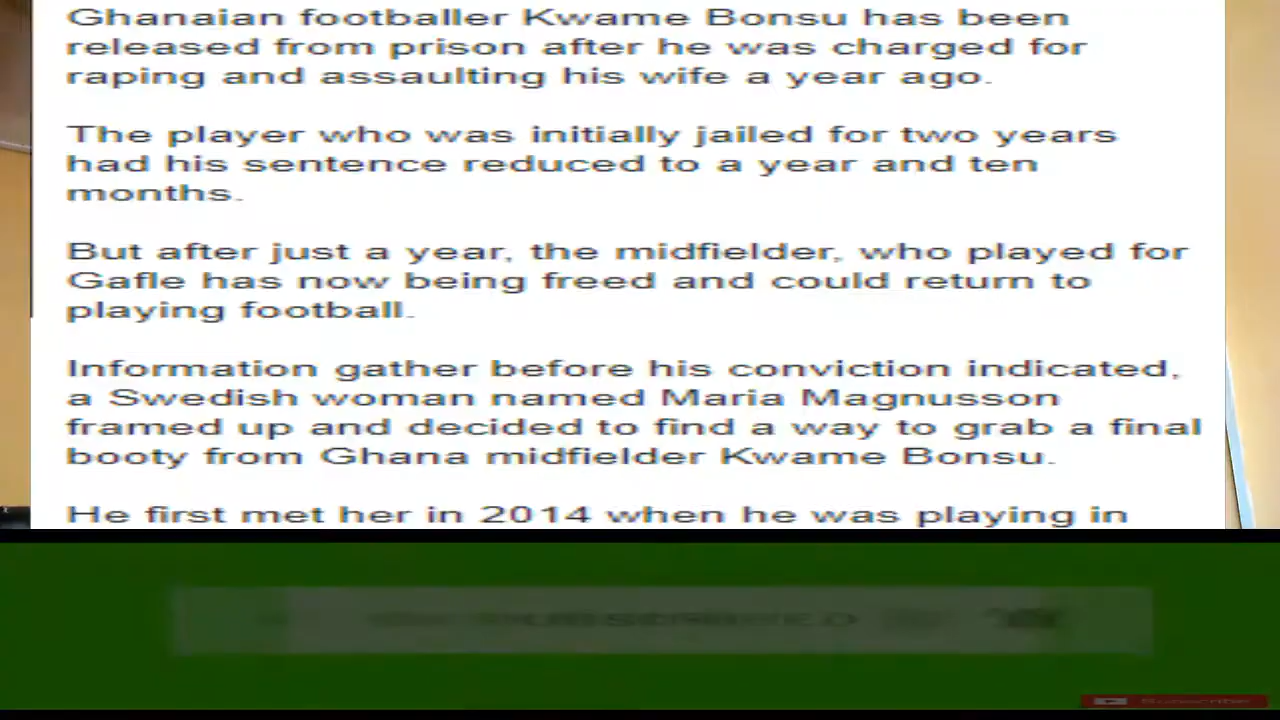 Ghanaian footballer Kwame Bonsu has been
released from prison after he was charged for
raping and assaulting his wife a year ago.
The player who was initially jailed for two years
had his sentence reduced to a year and ten
months.
But after just a year, the midfielder, who played for
Gafle has now being freed and could return to
playing football.
Information gather before his conviction indicated,
a Swedish woman named Maria Magnusson
framed up and decided to find a way to grab a final
booty from Ghana midfielder Kwame Bonsu.
He first met her in 2014 when he was playing in